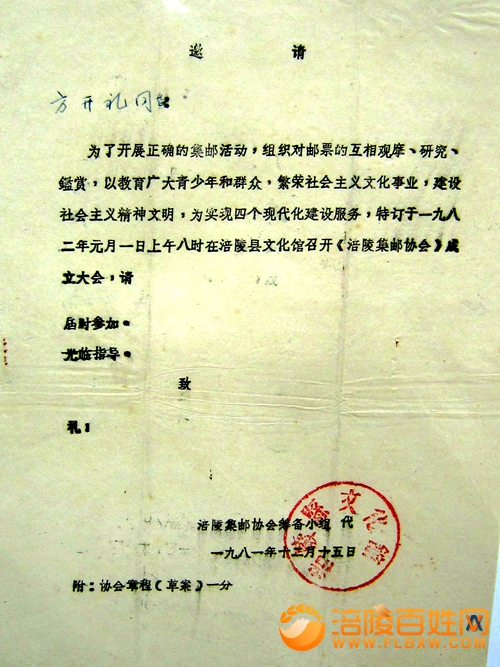 邀 请
方开礼同志:
为了开展正确的集邮活动，组织对邮票的互相观摩、研究、
鑑赏，以教育广大青少年和群众，繁荣社会主义文化事业，建设
社会主义精神文明，为实现四个现代化建设服务，特订于一九八
二年元月一日上午八时在涪陵县文化馆召开《涪陵集邮协会》成
立大会，请
届时参加。
光临指导。
致
礼：
涪陵集邮协会筹备小组 代
一九八一年十二月十五日
涪陵县文化馆
附：协会章程（草案）一分
涪陵百姓网
WWW.FLBXW.COM